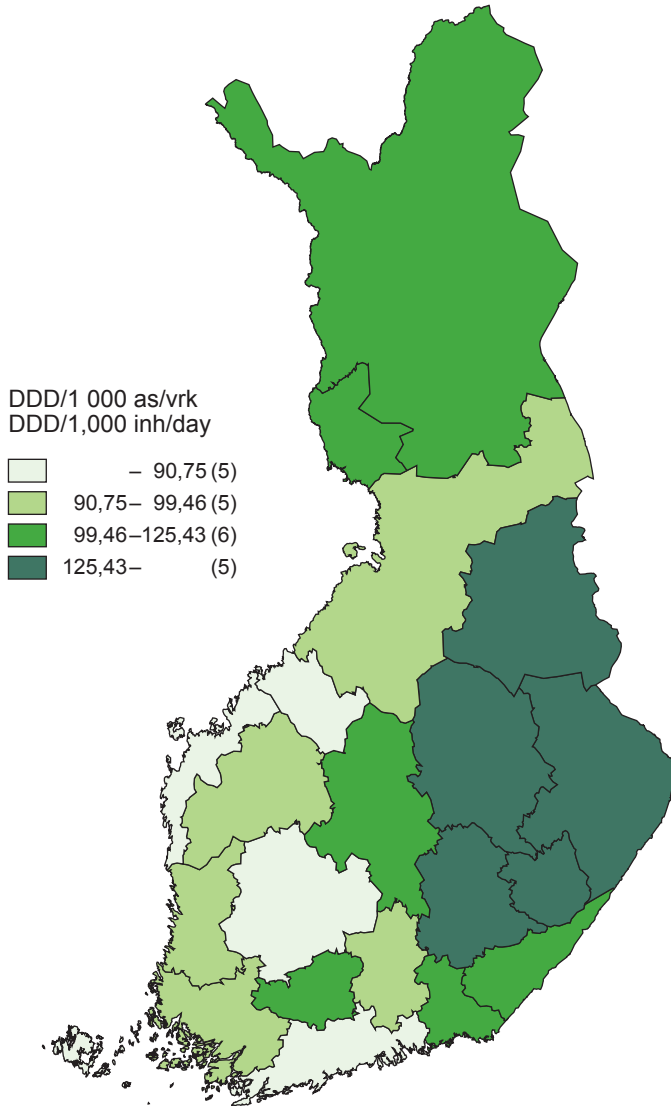 DDD/1 000 as/vrk
DDD/1,000 inh/day
– 90,75 (5)
90,75– 99,46 (5)
99,46–125,43 (6)
125,43– (5)